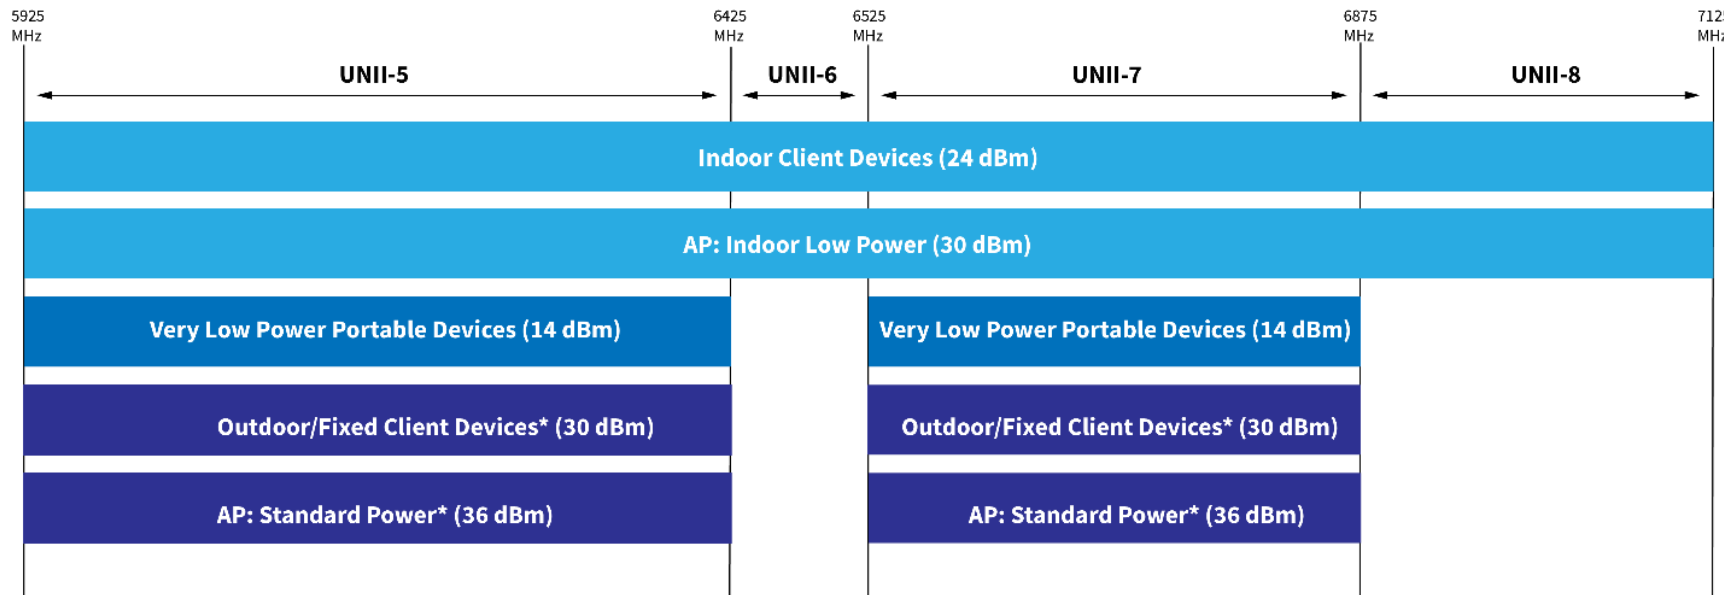 5925 MHz
6425 MHz
6525 MHz
6875 MHz
7125 MHz
UNII-5
UNII-6
UNII-7
UNII-8
Indoor Client Devices (24 dBm)
AP: Indoor Low Power (30 dBm)
Very Low Power Portable Devices (14 dBm)
Very Low Power Portable Devices (14 dBm)
Outdoor/Fixed Client Devices* (30 dBm)
Outdoor/Fixed Client Devices* (30 dBm)
AP: Standard Power* (36 dBm)
AP: Standard Power* (36 dBm)